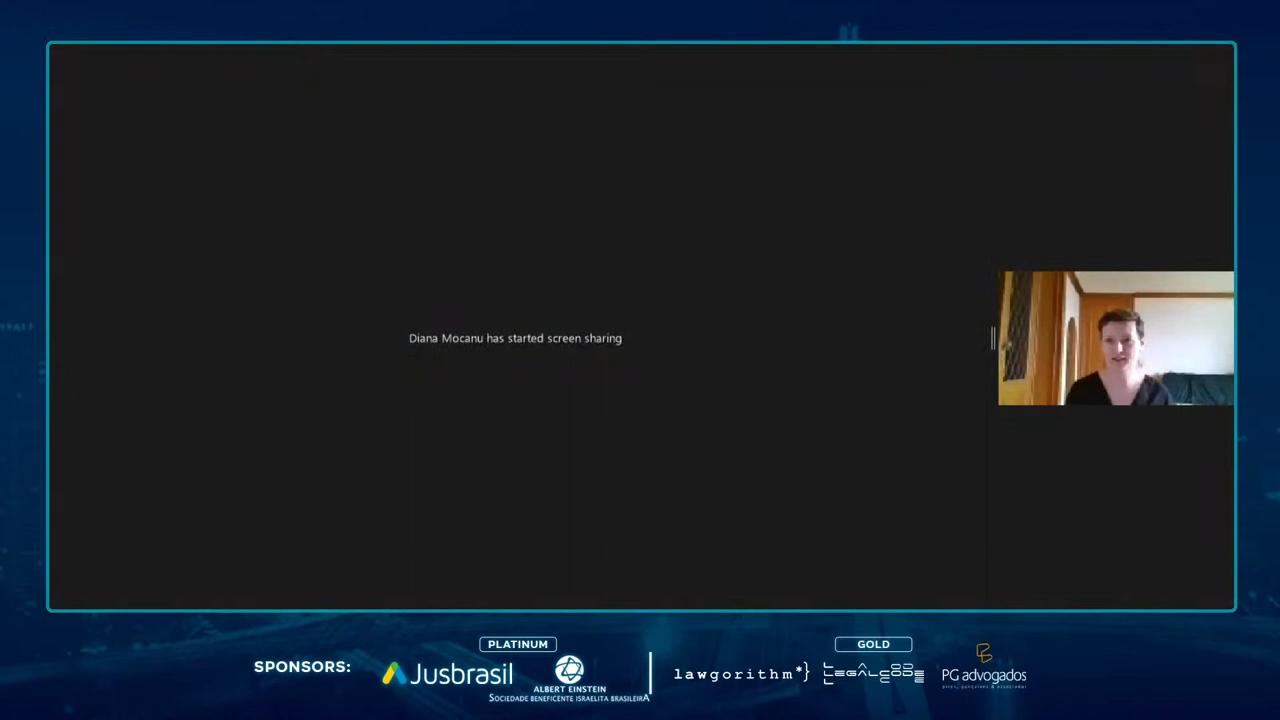 Diana Mocanu has started screen sharing
SPONSORS:
PLATINUM
Jusbrasil
ALBERT EINSTEIN
SOCIEDADE BENEFICENTE ISRAELITA BRASILEIRA
lawgorithm*}
GOLD
LEGALCODE
PG advogados